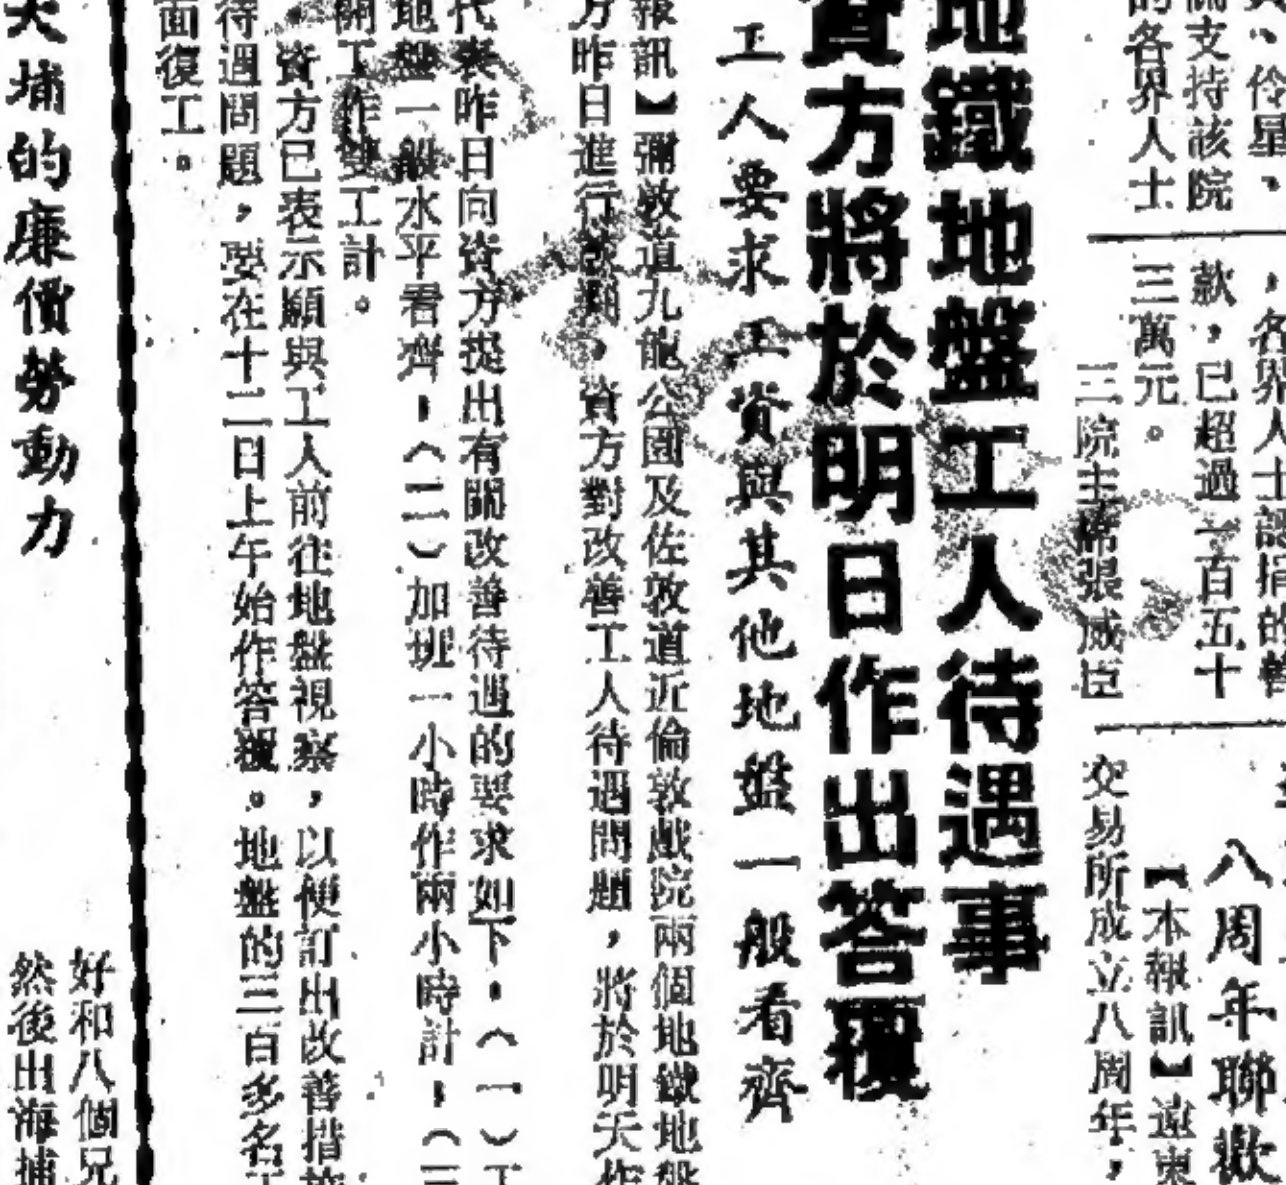 員、伶星、
關支持該院
的各界人士
，各界人士認捐的善
款，已超過一百五十
三萬元。
三院主席張威臣
八周年聯歡
【本報訊】遠東
交易所成立八周年，
地鐵地盤工人待遇事
資方將於明日作出答覆
工人要求工資與其他地盤一般看齊
報訊】彌敦道九龍公園及佐敦道近倫敦戲院兩個地鐵地盤
方昨日進行談判，資方對改善工人待遇問題，將於明天作
代表昨日向資方提出有關改善待遇的要求如下：（一）工
地盤一般水平看齊；（二）加班一小時作兩小時計；（三
開工作雙工計。
資方已表示願與工人前往地盤視察，以便訂出改善措施
待遇問題，要在十二日上午始作答覆。地盤的三百多名工
面復工。
大埔的廉價勞動力
好和八個兄
然後出海捕